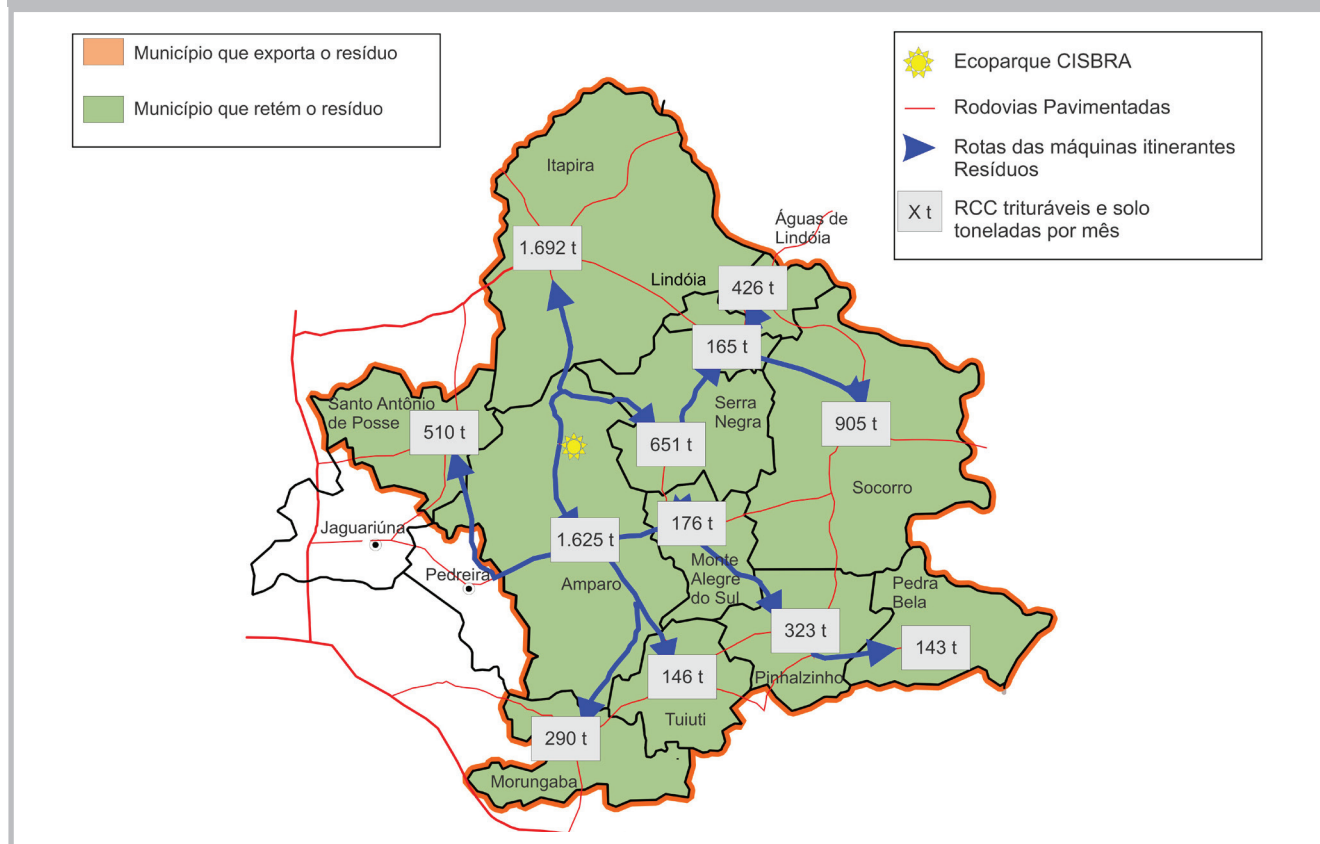 Município que exporta o resíduo
Município que retém o resíduo
Ecoparque CISBRA
Rodovias Pavimentadas
Rotas das máquinas itinerantes
Resíduos
X t
RCC trituráveis e solo
toneladas por mês
Itapira
1.692 t
Águas de
Lindóia
Lindóia
426 t
165 t
Santo Antônio
de Posse
510 t
Serra
Negra
651 t
905 t
Socorro
Jaguariúna
Pedreira
1.625 t
Amparo
176 t
Monte
Alegre
do Sul
Pedra
Bela
323 t
143 t
Pinhalzinho
146 t
Tuiuti
290 t
Morungaba